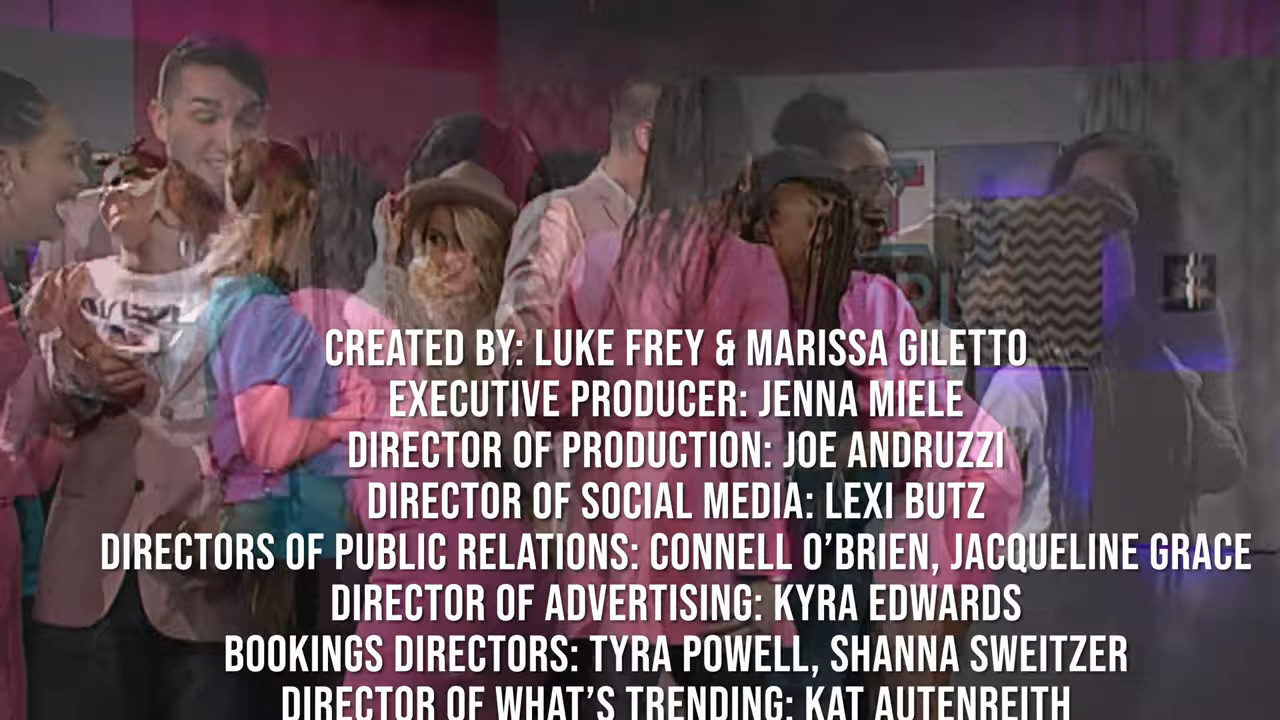 CREATED BY: LUKE FREY & MARISSA GILETTO
EXECUTIVE PRODUCER: JENNA MIELE
DIRECTOR OF PRODUCTION: JOE ANDRUZZI
DIRECTOR OF SOCIAL MEDIA: LEXI BUTZ
DIRECTORS OF PUBLIC RELATIONS: CONNELL O’BRIEN, JACQUELINE GRACE
DIRECTOR OF ADVERTISING: KYRA EDWARDS
BOOKINGS DIRECTORS: TYRA POWELL, SHANNA SWEITZER
DIRECTOR OF WHAT’S TRENDING: KAT AUTENREITH